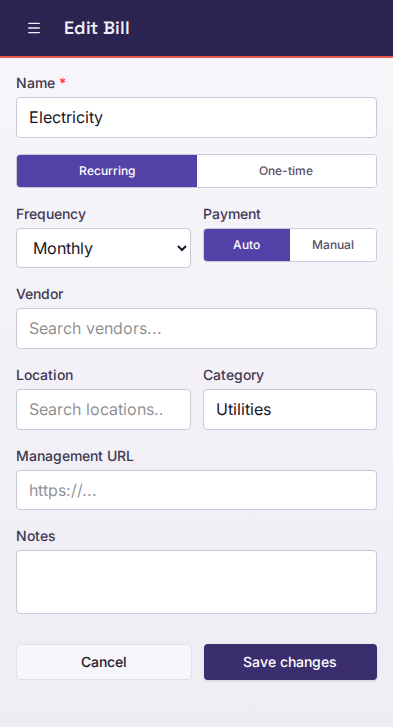 Edit Bill
Name *
Electricity
Recurring One-time
Frequency Payment
Monthly Auto Manual
Vendor
Search vendors...
Location Category
Search locations.. Utilities
Management URL
https://...
Notes
Cancel Save changes